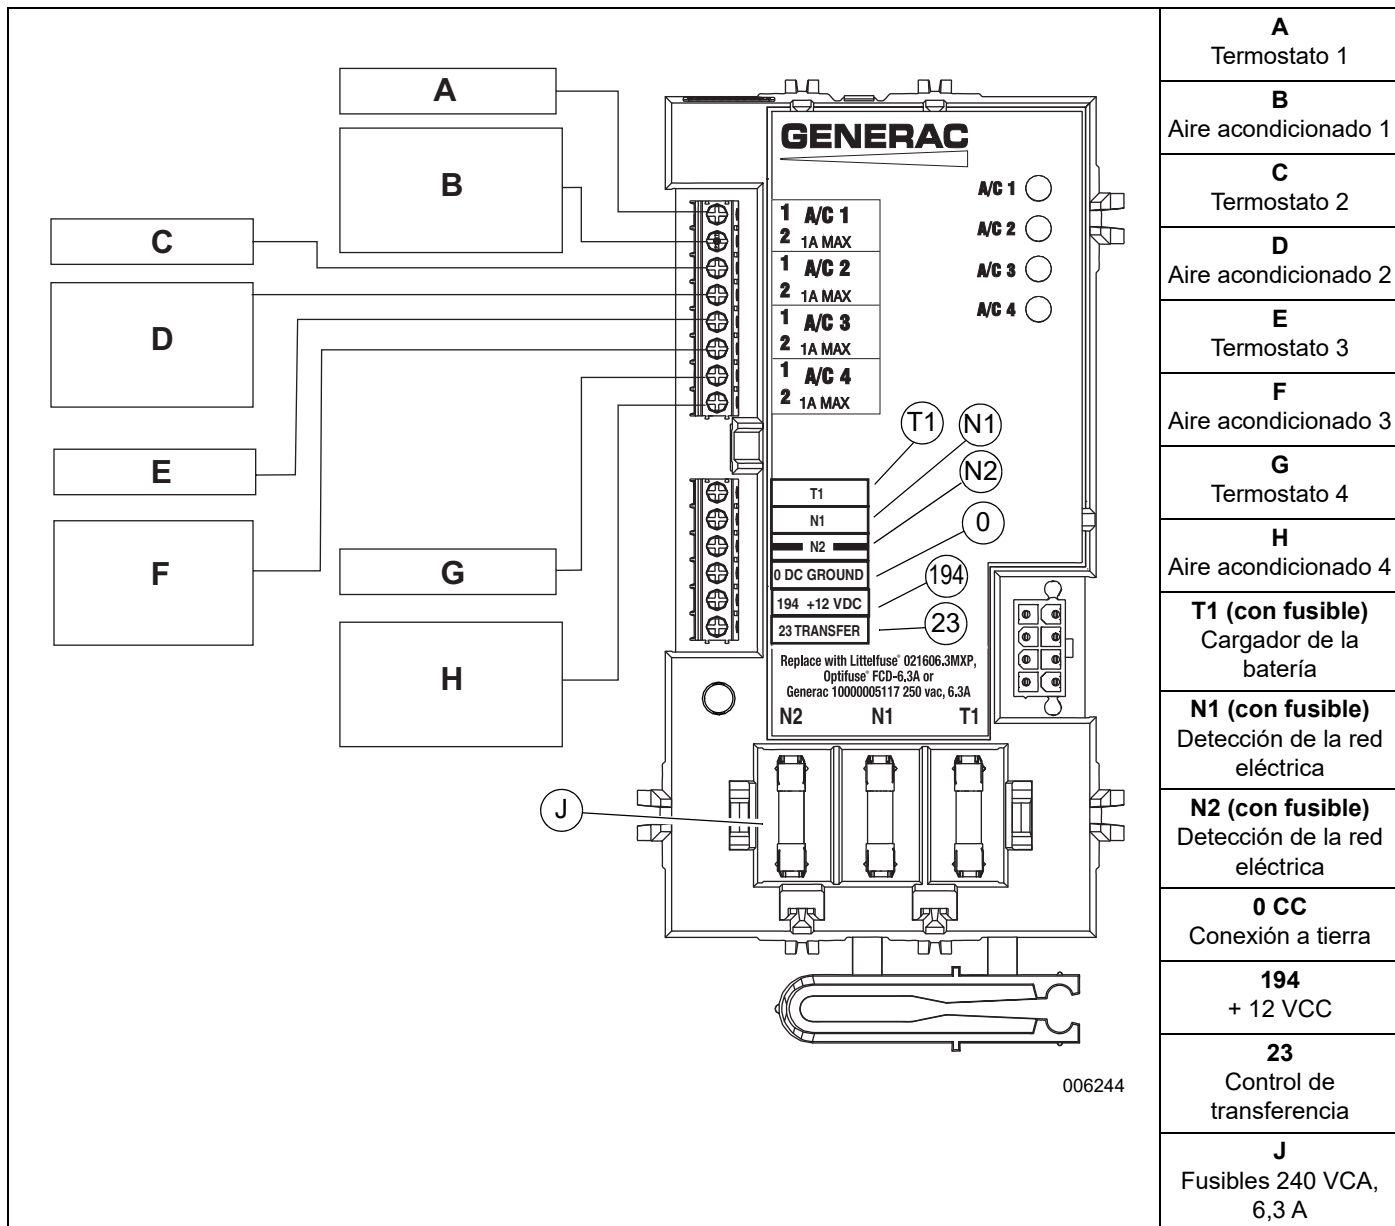 A
B
C
D
E
F
G
H
GENERAC
A/C 1
A/C 2
A/C 3
A/C 4
1 A/C 1
2 1A MAX
1 A/C 2
2 1A MAX
1 A/C 3
2 1A MAX
1 A/C 4
2 1A MAX
T1
N1
N2
0
194
23
T1
N1
N2
0 DC GROUND
194 +12 VDC
23 TRANSFER
Replace with Littelfuse® 021606.3MXP,
Optifuse® FCD-6.3A or
Generac 10000005117 250 vac, 6.3A
N2 N1 T1
J
006244
A
Termostato 1
B
Aire acondicionado 1
C
Termostato 2
D
Aire acondicionado 2
E
Termostato 3
F
Aire acondicionado 3
G
Termostato 4
H
Aire acondicionado 4
T1 (con fusible)
Cargador de la
batería
N1 (con fusible)
Detección de la red
eléctrica
N2 (con fusible)
Detección de la red
eléctrica
0 CC
Conexión a tierra
194
+ 12 VCC
23
Control de
transferencia
J
Fusibles 240 VCA,
6,3 A